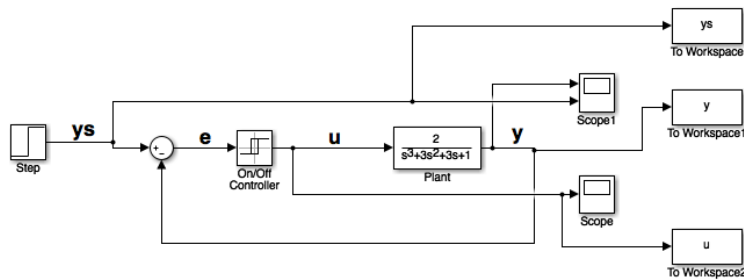 ys
To Workspace
Scope1
y
To Workspace1
ys
Step
+
−
e
On/Off
Controller
u
2
s³+3s²+3s+1
Plant
y
Scope
u
To Workspace2